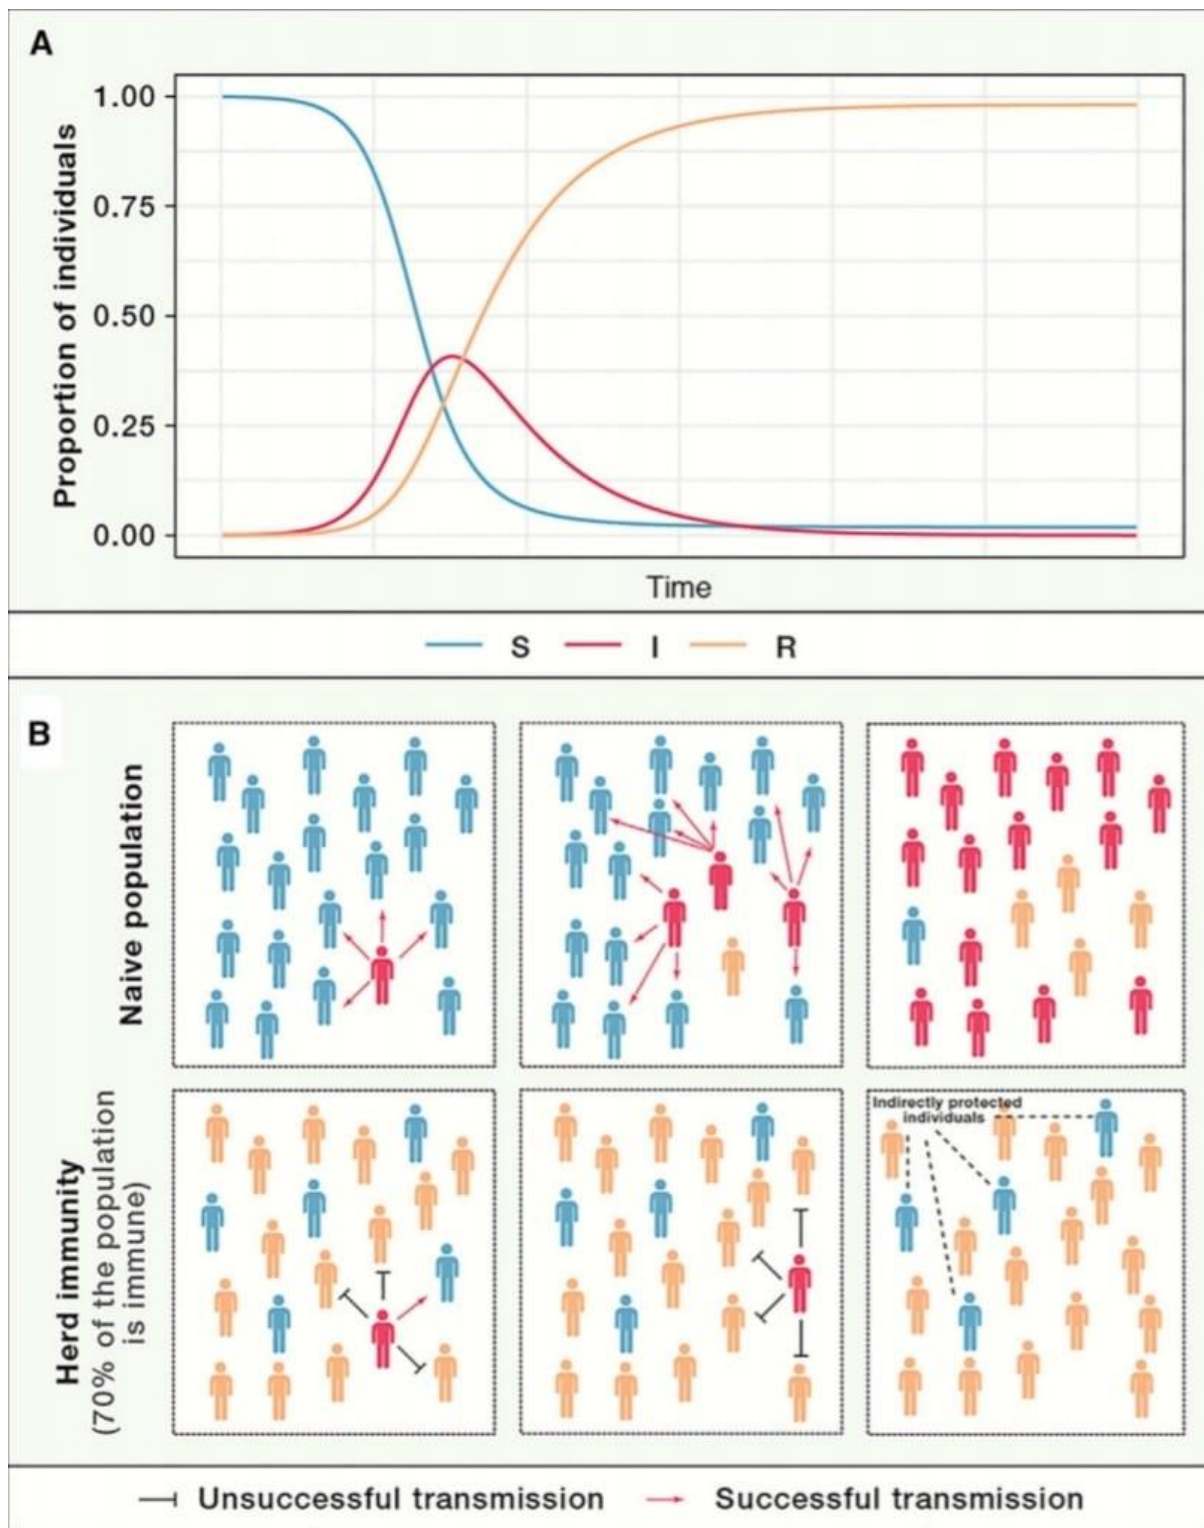 A
Proportion of individuals
1.00
0.75
0.50
0.25
0.00
Time
S I R
B
Naive population
Herd immunity
(70% of the population
is immune)
Indirectly protected
individuals
Unsuccessful transmission Successful transmission